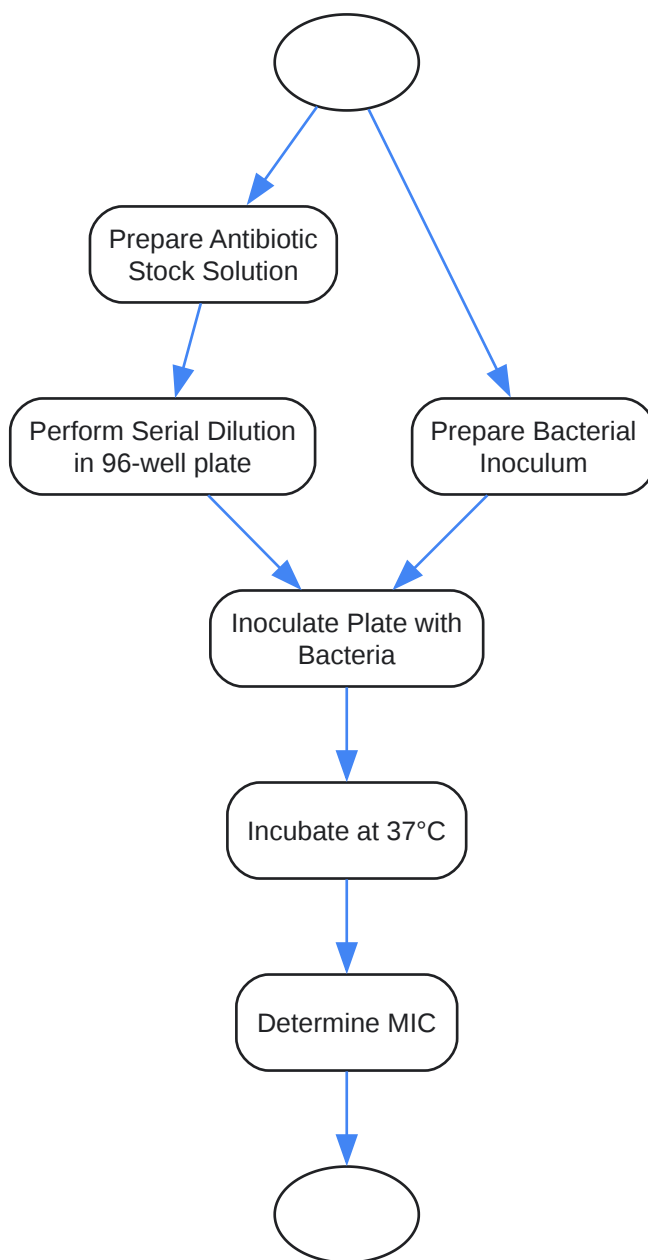 Prepare Antibiotic
Stock Solution
Perform Serial Dilution
in 96-well plate
Prepare Bacterial
Inoculum
Inoculate Plate with
Bacteria
Incubate at 37°C
Determine MIC